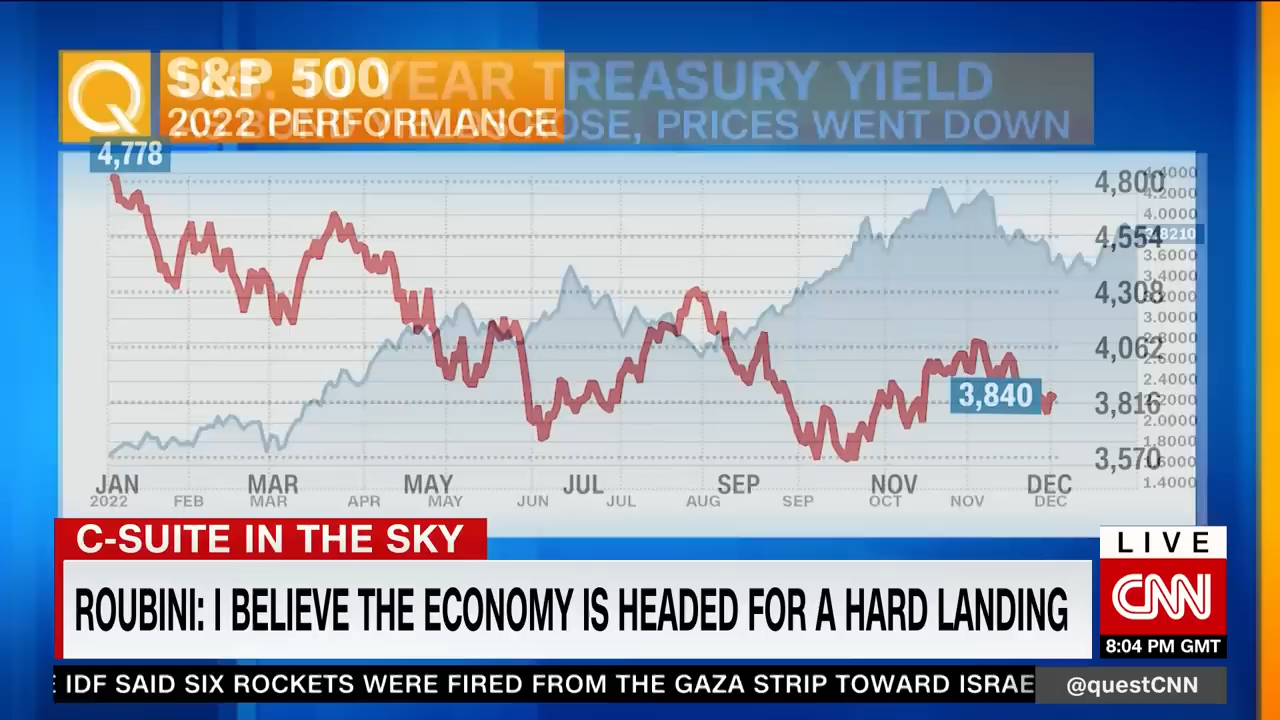 Q
S&P 500
YEAR TREASURY YIELD
2022 PERFORMANCE
ROSE, PRICES WENT DOWN
4,778
4,800
4,554
4,308
4,062
3,816
3,570
3,840
4.4000
4.2000
4.0000
3.8210
3.6000
3.4000
3.2000
3.0000
2.8000
2.6000
2.4000
2.2000
2.0000
1.8000
1.6000
1.4000
JAN MAR MAY JUL SEP NOV DEC
2022 FEB MAR APR MAY JUN JUL AUG SEP OCT NOV DEC
C-SUITE IN THE SKY
ROUBINI: I BELIEVE THE ECONOMY IS HEADED FOR A HARD LANDING
LIVE
CNN
8:04 PM GMT
IDF SAID SIX ROCKETS WERE FIRED FROM THE GAZA STRIP TOWARD ISRAE
@questCNN